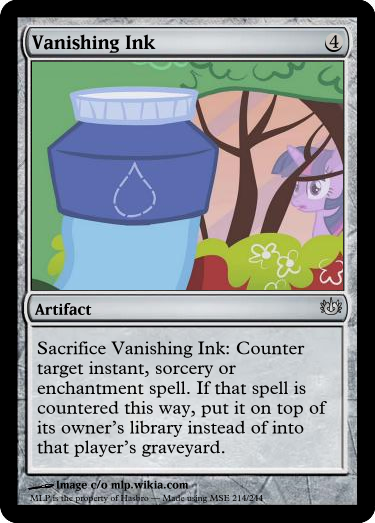 Vanishing Ink 4
Artifact
Sacrifice Vanishing Ink: Counter
target instant, sorcery or
enchantment spell. If that spell is
countered this way, put it on top of
its owner's library instead of into
that player's graveyard.
Image c/o mlp.wikia.com
MLP is the property of Hasbro — Made using MSE 214/244